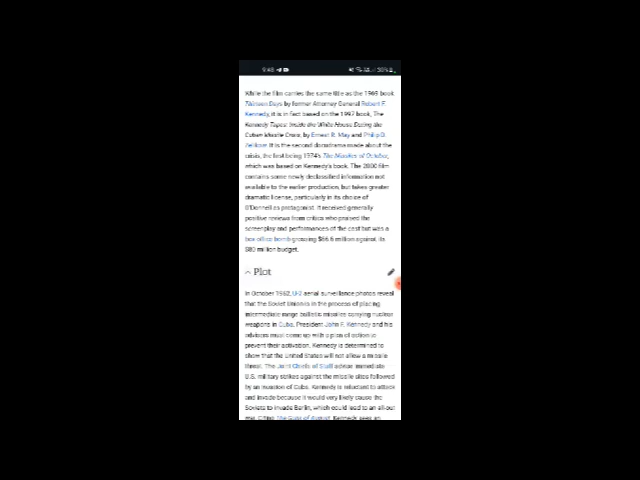 9:48
While the film carries the same title as the 1969 book
Thirteen Days by former Attorney General Robert F.
Kennedy, it is in fact based on the 1997 book, The
Kennedy Tapes: Inside the White House During the
Cuban Missile Crisis, by Ernest R. May and Philip D.
Zelikow. It is the second docudrama made about the
crisis, the first being 1974's The Missiles of October,
which was based on Kennedy's book. The 2000 film
contains some newly declassified information not
available to the earlier production, but takes greater
dramatic license, particularly in its choice of
O'Donnell as protagonist. It received generally
positive reviews from critics who praised the
screenplay and performances of the cast but was a
box-office bomb grossing $66.6 million against its
$80 million budget.
Plot
In October 1962, U-2 aerial surveillance photos reveal
that the Soviet Union is in the process of placing
intermediate-range ballistic missiles carrying nuclear
weapons in Cuba. President John F. Kennedy and his
advisors must come up with a plan of action to
prevent their activation. Kennedy is determined to
show that the United States will not allow a missile
threat. The Joint Chiefs of Staff advise immediate
U.S. military strikes against the missile sites followed
by an invasion of Cuba. Kennedy is reluctant to attack
and invade because it would very likely cause the
Soviets to invade Berlin, which could lead to an all-out
war. Citing The Guns of August, Kennedy sees an